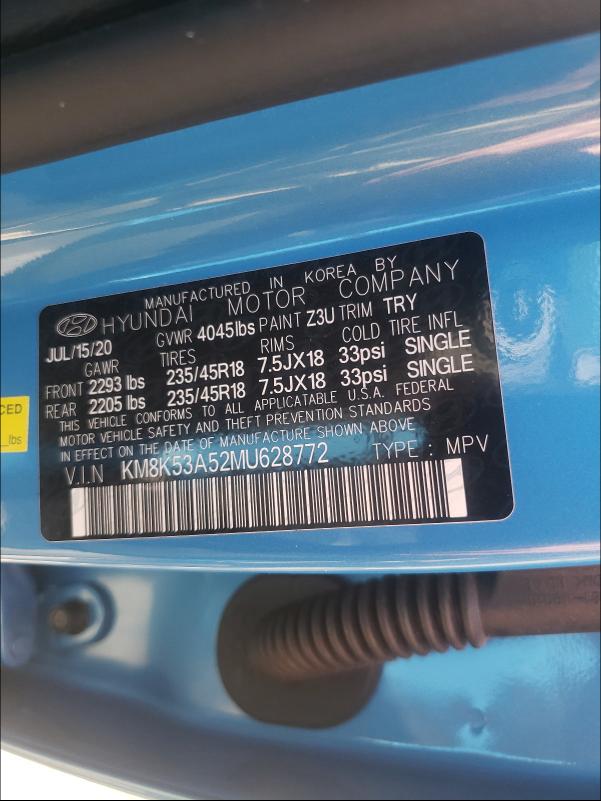 MANUFACTURED IN KOREA BY
HYUNDAI MOTOR COMPANY
JUL/15/20 GVWR 4045lbs PAINT Z3U TRIM TRY
GAWR TIRES RIMS COLD TIRE INFL
FRONT 2293 lbs 235/45R18 7.5JX18 33psi SINGLE
REAR 2205 lbs 235/45R18 7.5JX18 33psi SINGLE
THIS VEHICLE CONFORMS TO ALL APPLICATABLE U.S.A. FEDERAL
MOTOR VEHICLE SAFETY AND THEFT PREVENTION STANDARDS
IN EFFECT ON THE DATE OF MANUFACTURE SHOWN ABOVE
V.I.N KM8K53A52MU628772 TYPE : MPV
CED
lbs